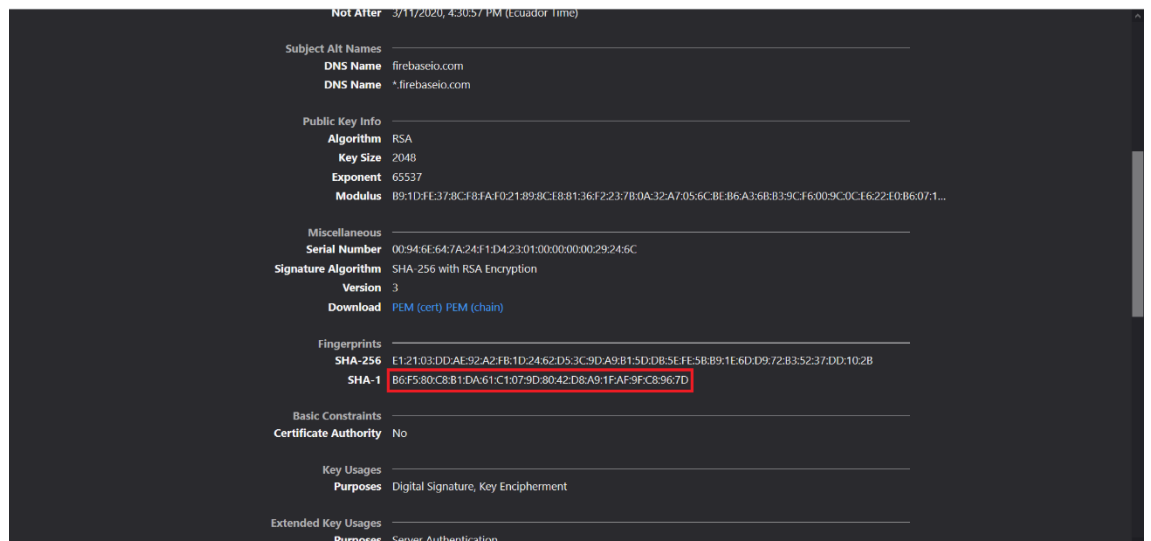 Not After 3/11/2020, 4:30:57 PM (Ecuador Time)
Subject Alt Names
DNS Name firebaseio.com
DNS Name *.firebaseio.com
Public Key Info
Algorithm RSA
Key Size 2048
Exponent 65537
Modulus B9:1D:FE:37:8C:F8:FA:F0:21:89:8C:E8:81:36:F2:23:7B:0A:32:A7:05:6C:BE:B6:A3:6B:B3:9C:F6:00:9C:0C:E6:22:E0:B6:07:1...
Miscellaneous
Serial Number 00:94:6E:64:7A:24:F1:D4:23:01:00:00:00:00:29:24:6C
Signature Algorithm SHA-256 with RSA Encryption
Version 3
Download PEM (cert) PEM (chain)
Fingerprints
SHA-256 E1:21:03:DD:AE:92:A2:FB:1D:24:62:D5:3C:9D:A9:B1:5D:DB:5E:FE:5B:B9:1E:6D:D9:72:B3:52:37:DD:10:2B
SHA-1 B6:F5:80:C8:B1:DA:61:C1:07:9D:80:42:D8:A9:1F:AF:9F:C8:96:7D
Basic Constraints
Certificate Authority No
Key Usages
Purposes Digital Signature, Key Encipherment
Extended Key Usages
Purposes Server Authentication